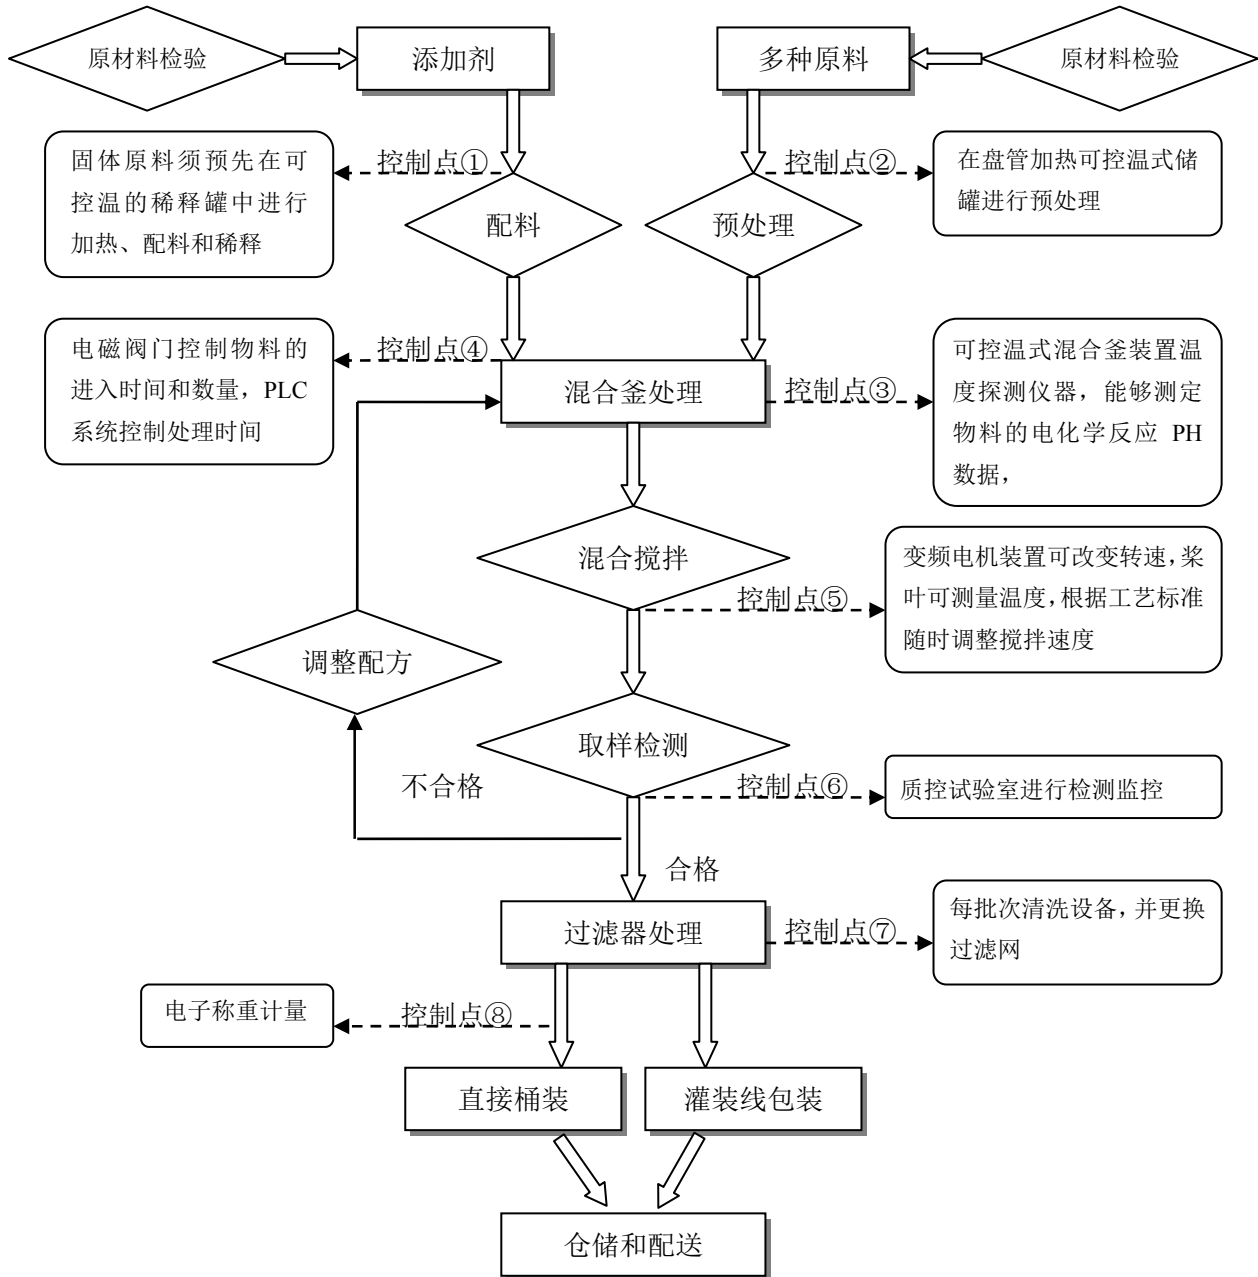 原材料检验
添加剂
多种原料
原材料检验
固体原料须预先在可
控温的稀释罐中进行
加热、配料和稀释
控制点①
控制点②
在盘管加热可控温式储
罐进行预处理
配料
预处理
电磁阀门控制物料的
进入时间和数量，PLC
系统控制处理时间
控制点④
混合釜处理
控制点③
可控温式混合釜装置温
度探测仪器，能够测定
物料的电化学反应 PH
数据，
混合搅拌
控制点⑤
变频电机装置可改变转速，桨
叶可测量温度，根据工艺标准
随时调整搅拌速度
调整配方
取样检测
不合格
控制点⑥
质控试验室进行检测监控
合格
过滤器处理
控制点⑦
每批次清洗设备，并更换
过滤网
电子称重计量
控制点⑧
直接桶装
灌装线包装
仓储和配送